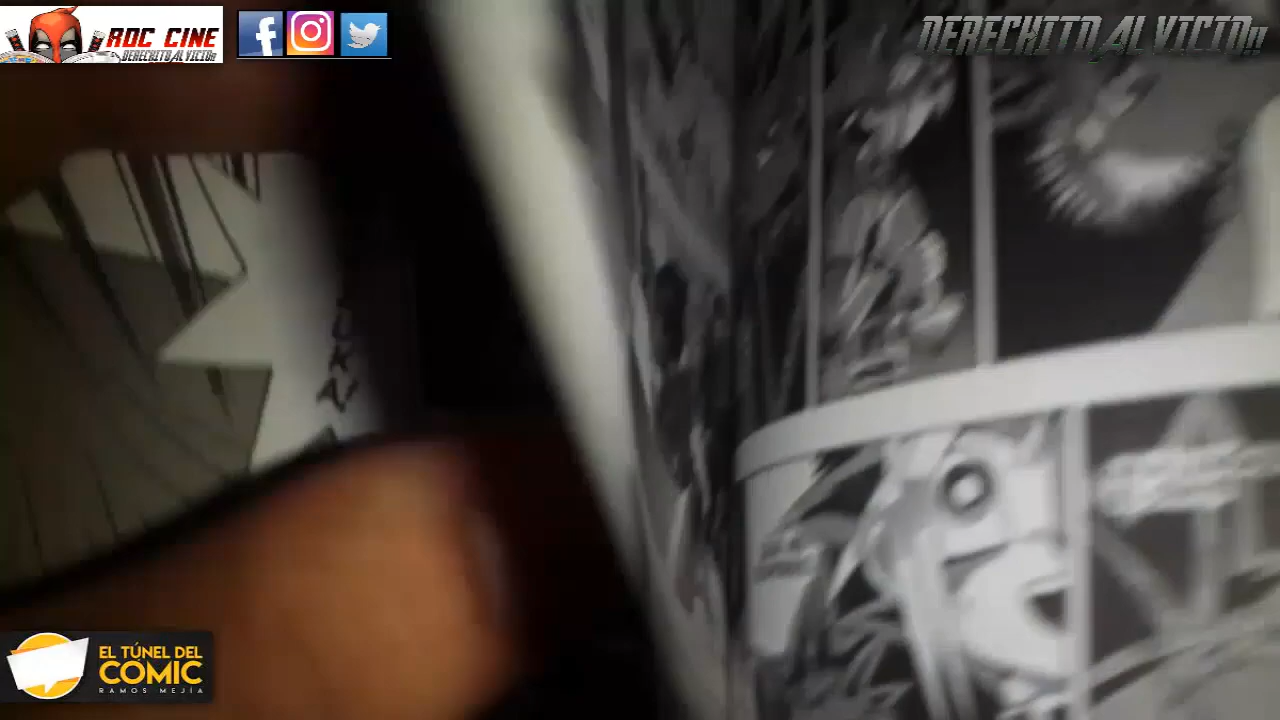 ROC CINE
DERECHITO AL VICIO!!
DERECHITO AL VICIO!!
EL TÚNEL DEL
COMIC
RAMOS MEJÍA